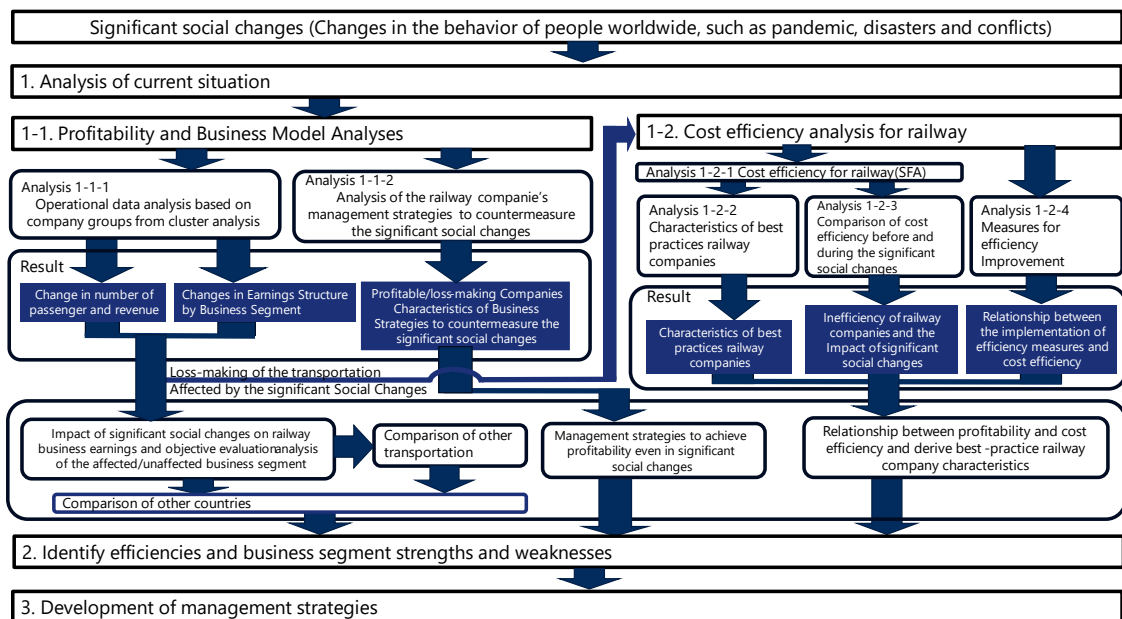 Significant social changes (Changes in the behavior of people worldwide, such as pandemic, disasters and conflicts)
1. Analysis of current situation
1-1. Profitability and Business Model Analyses
Analysis 1-1-1
Operational data analysis based on
company groups from cluster analysis
Analysis 1-1-2
Analysis of the railway companie's
management strategies to countermeasure
the significant social changes
Result
Change in number of
passenger and revenue
Changes in Earnings Structure
by Business Segment
Profitable/loss-making Companies
Characteristics of Business
Strategies to countermeasure the
significant social changes
Loss-making of the transportation
Affected by the significant Social Changes
1-2. Cost efficiency analysis for railway
Analysis 1-2-1 Cost efficiency for railway(SFA)
Analysis 1-2-2
Characteristics of best
practices railway
companies
Analysis 1-2-3
Comparison of cost
efficiency before and
during the significant
social changes
Analysis 1-2-4
Measures for
efficiency
Improvement
Result
Characteristics of best
practices railway
companies
Inefficiency of railway
companies and the
Impact of significant
social changes
Relationship between
the implementation of
efficiency measures and
cost efficiency
Impact of significant social changes on railway
business earnings and objective evaluationanalysis
of the affected/unaffected business segment
Comparison of other
transportation
Comparison of other countries
Management strategies to achieve
profitability even in significant
social changes
Relationship between profitability and cost
efficiency and derive best -practice railway
company characteristics
2. Identify efficiencies and business segment strengths and weaknesses
3. Development of management strategies